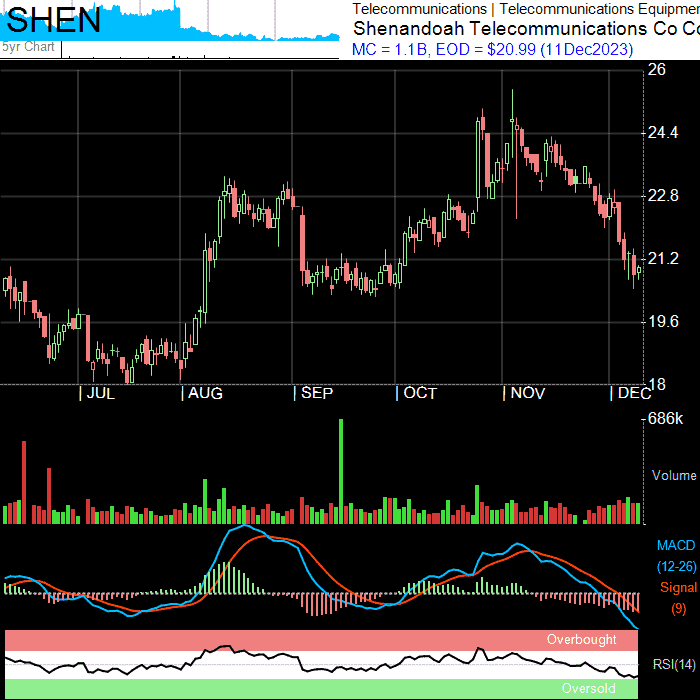 SHEN
5yr Chart
Telecommunications | Telecommunications Equipmen
Shenandoah Telecommunications Co Co
MC = 1.1B, EOD = $20.99 (11Dec2023)
26
24.4
22.8
21.2
19.6
18
| JUL | AUG | SEP | OCT | NOV | DEC
686k
Volume
MACD
(12-26)
Signal
(9)
Overbought
RSI(14)
Oversold